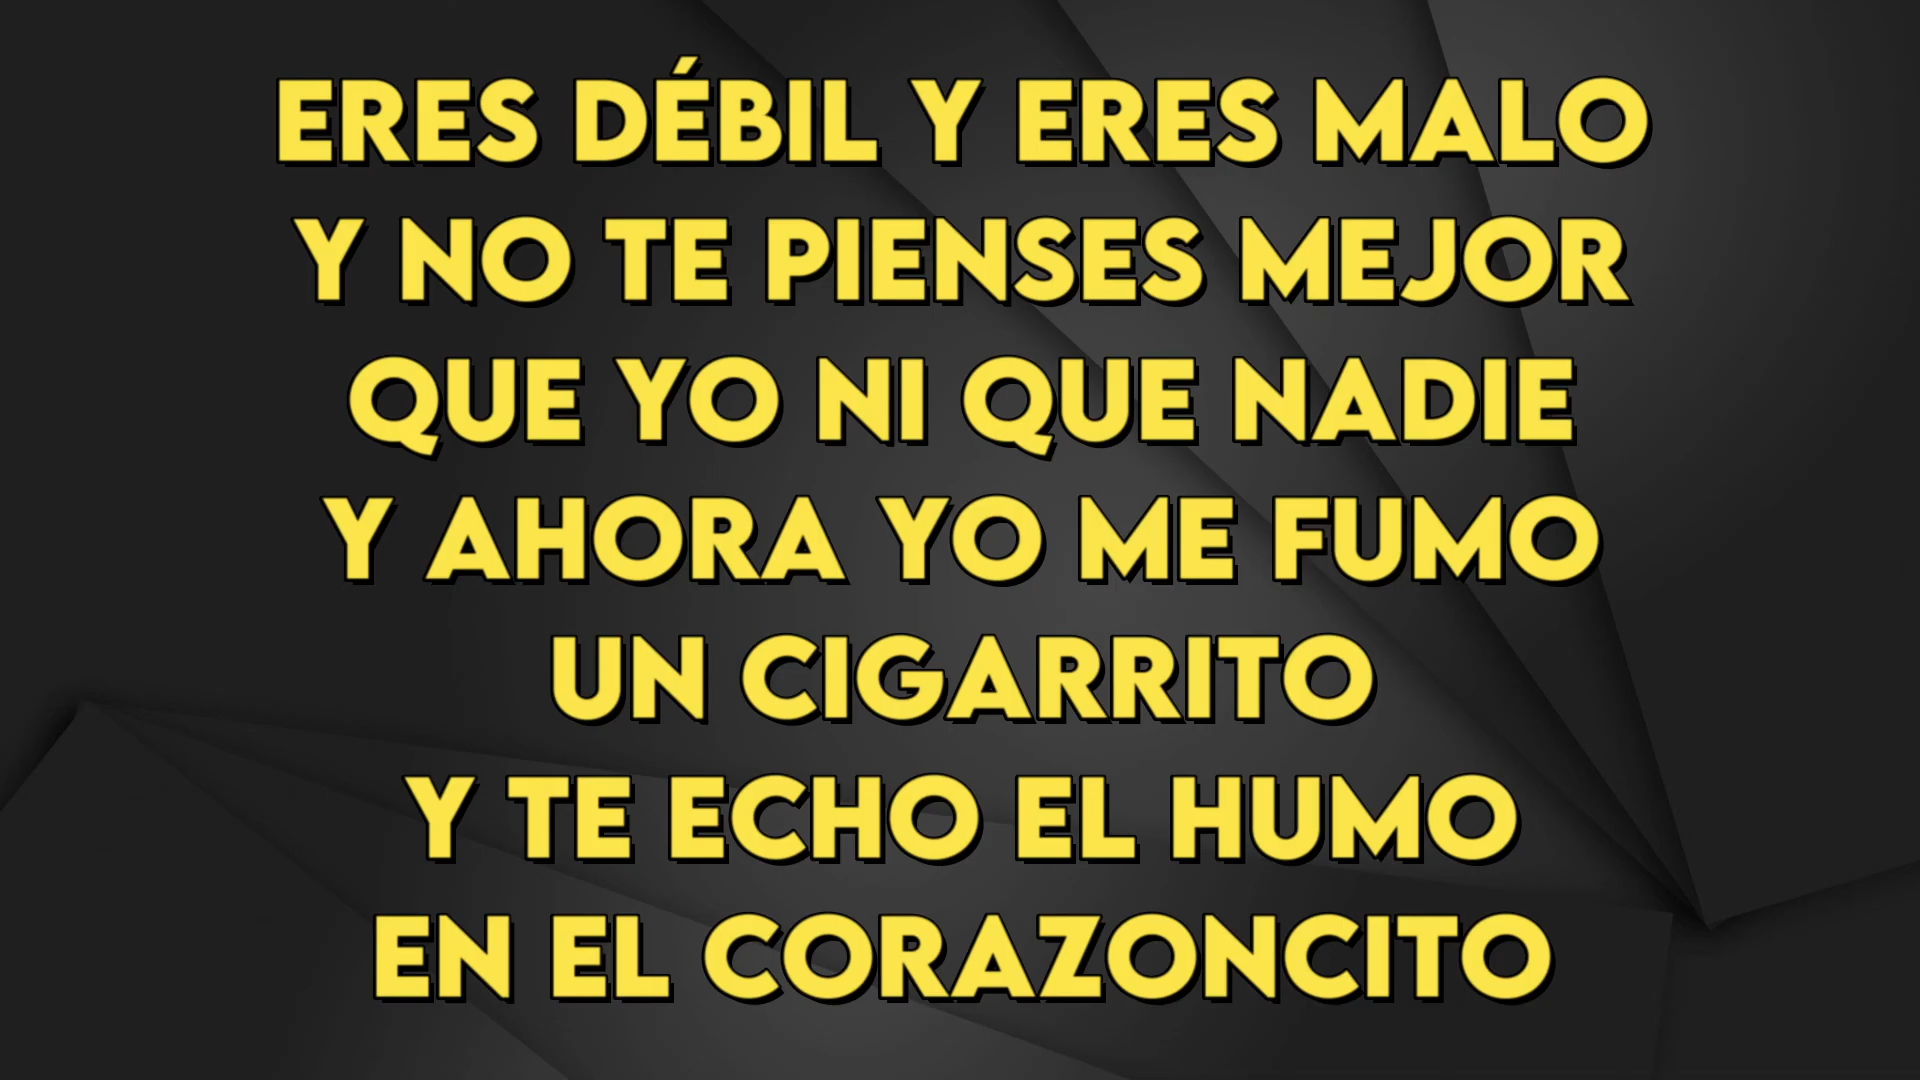 ERES DÉBIL Y ERES MALO
Y NO TE PIENSES MEJOR
QUE YO NI QUE NADIE
Y AHORA YO ME FUMO
UN CIGARRITO
Y TE ECHO EL HUMO
EN EL CORAZONCITO